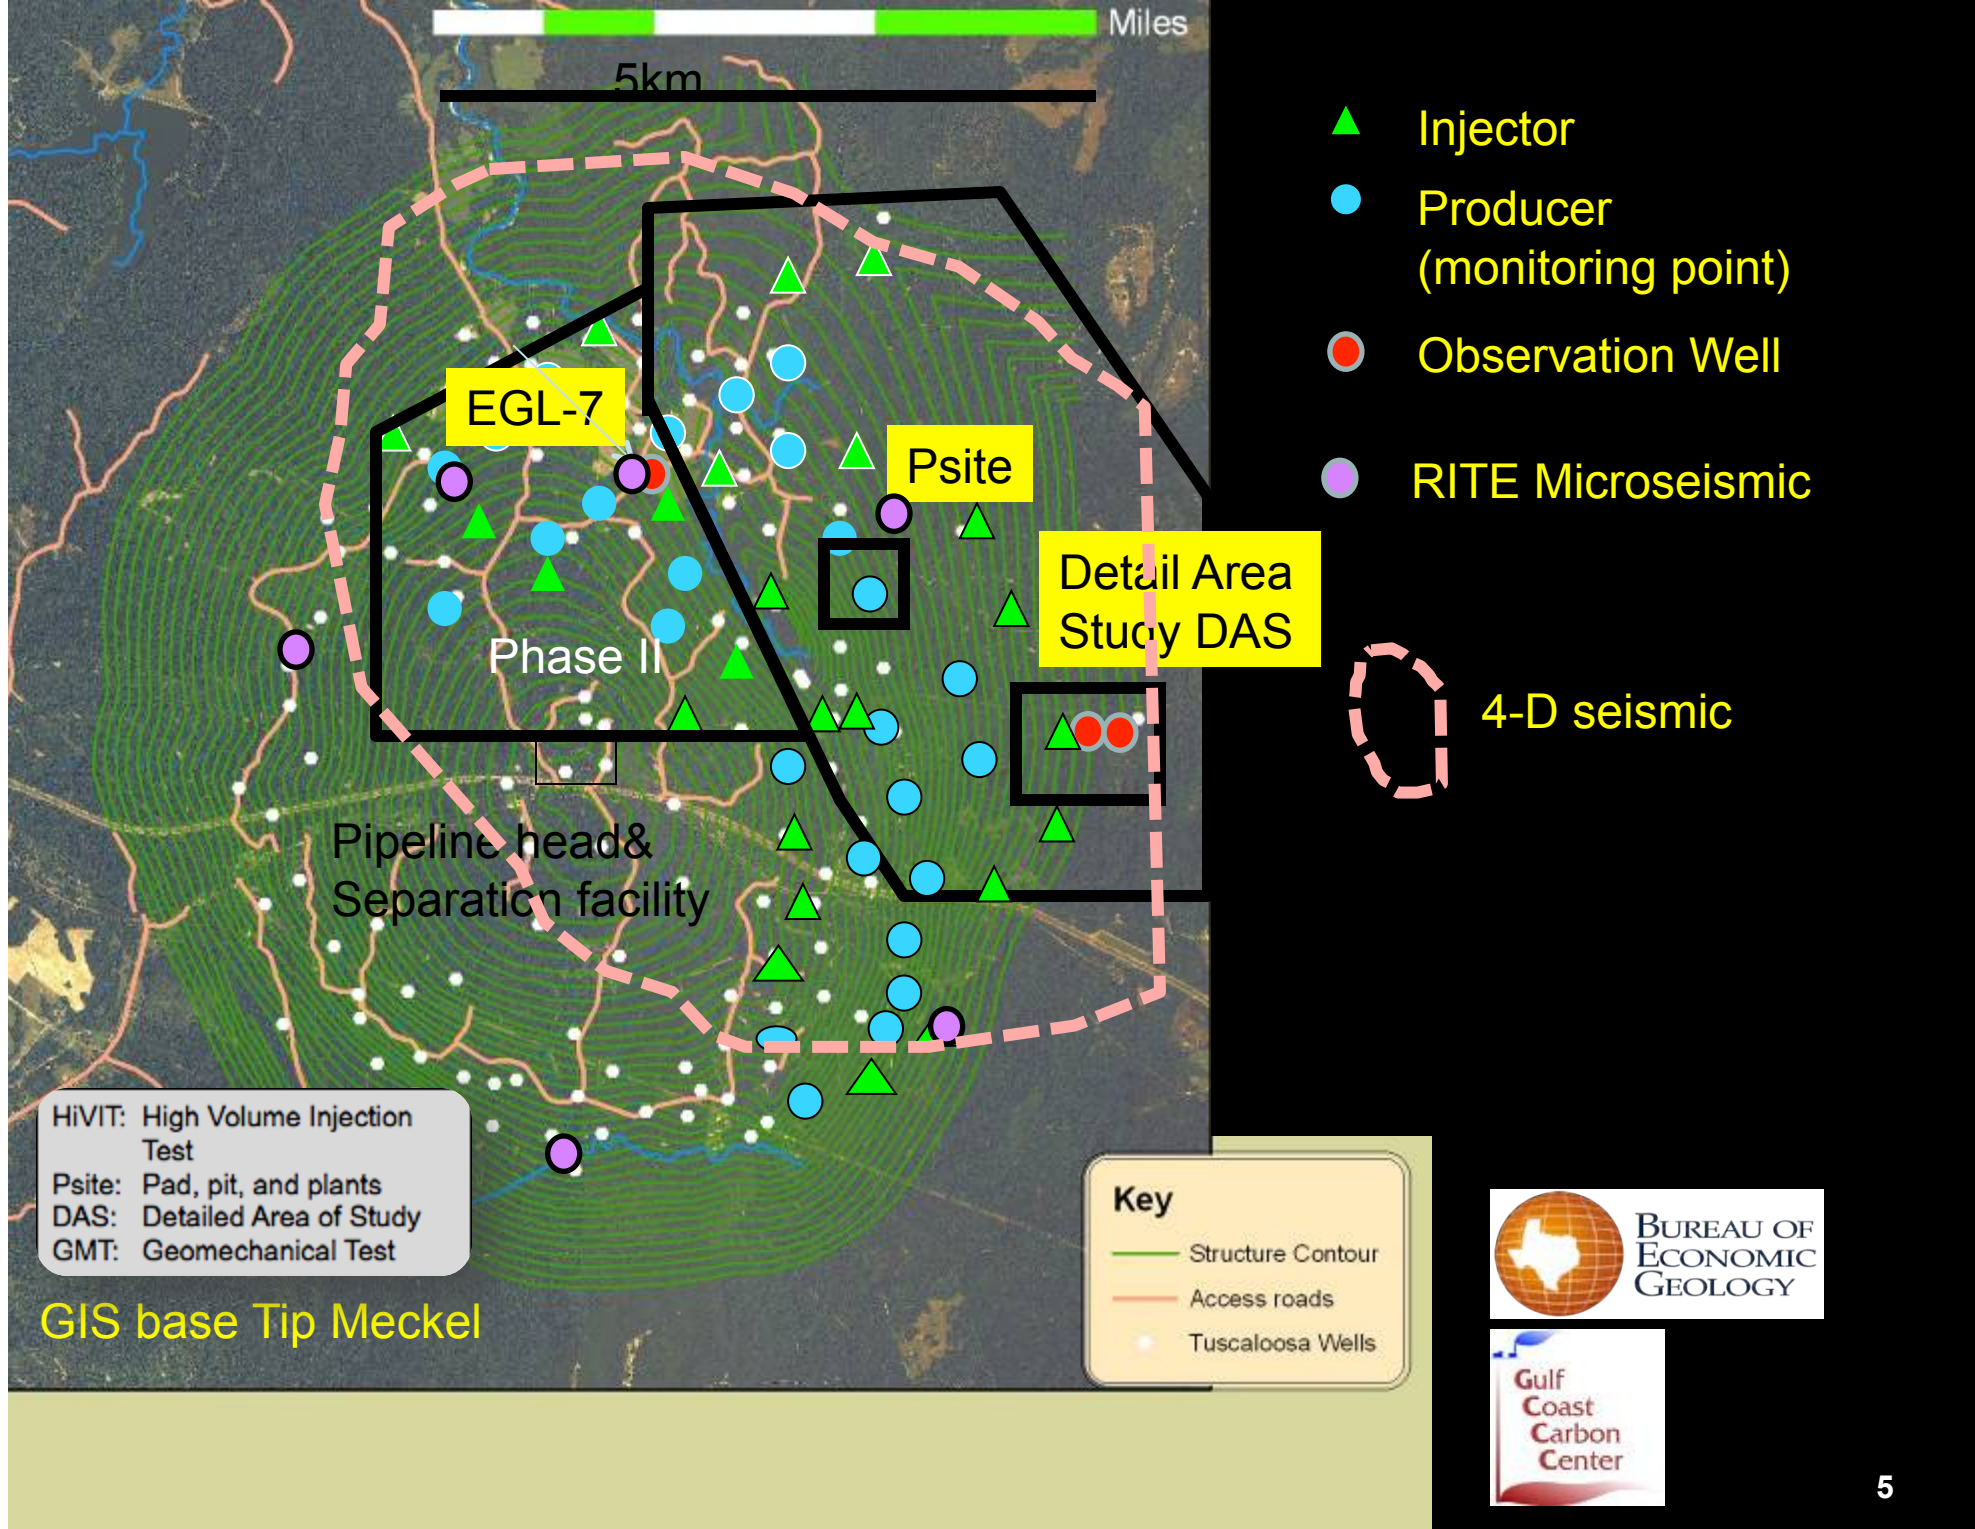 Miles
5km
Injector
Producer
(monitoring point)
Observation Well
RITE Microseismic
4-D seismic
EGL-7
Psite
Detail Area
Study DAS
Phase II
Pipeline head&
Separation facility
HiVIT: High Volume Injection
Test
Psite: Pad, pit, and plants
DAS: Detailed Area of Study
GMT: Geomechanical Test
GIS base Tip Meckel
Key
Structure Contour
Access roads
Tuscaloosa Wells
BUREAU OF
ECONOMIC
GEOLOGY
Gulf
Coast
Carbon
Center
5